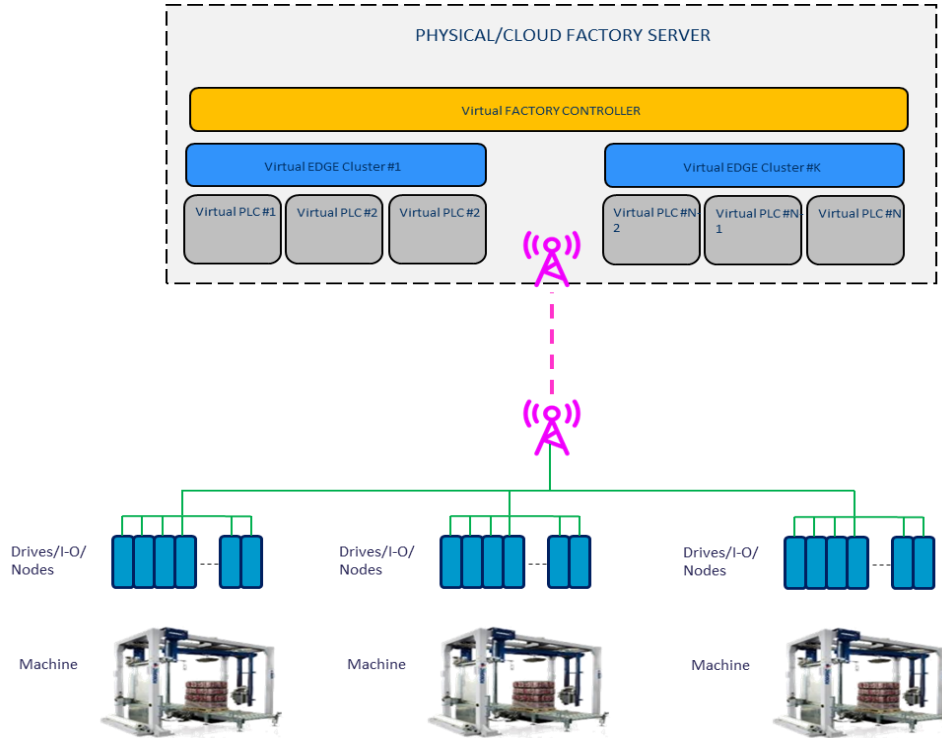 PHYSICAL/CLOUD FACTORY SERVER
Virtual FACTORY CONTROLLER
Virtual EDGE Cluster #1
Virtual EDGE Cluster #K
Virtual PLC #1
Virtual PLC #2
Virtual PLC #2
Virtual PLC #N-
2
Virtual PLC #N-
1
Virtual PLC #N
Drives/I-O/
Nodes
Drives/I-O/
Nodes
Drives/I-O/
Nodes
Machine
Machine
Machine